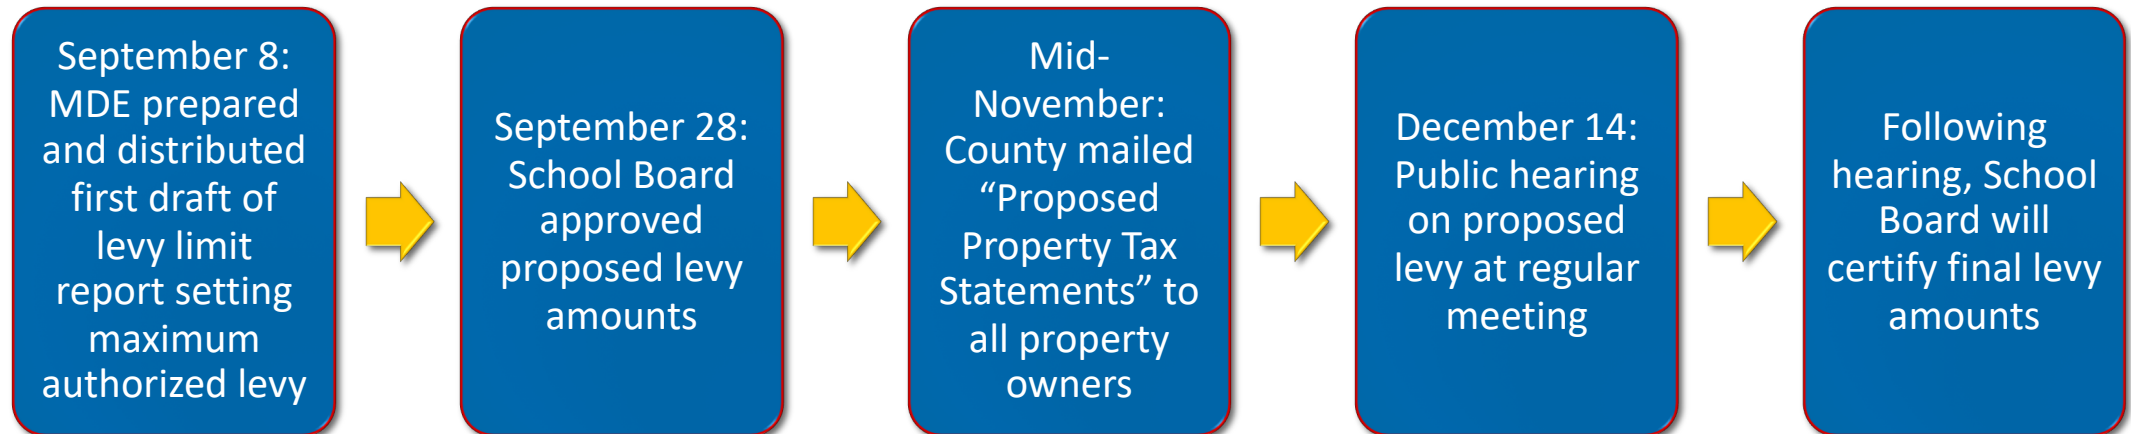 September 8:
MDE prepared
and distributed
first draft of
levy limit
report setting
maximum
authorized levy
September 28:
School Board
approved
proposed levy
amounts
Mid-
November:
County mailed
“Proposed
Property Tax
Statements” to
all property
owners
December 14:
Public hearing
on proposed
levy at regular
meeting
Following
hearing, School
Board will
certify final levy
amounts